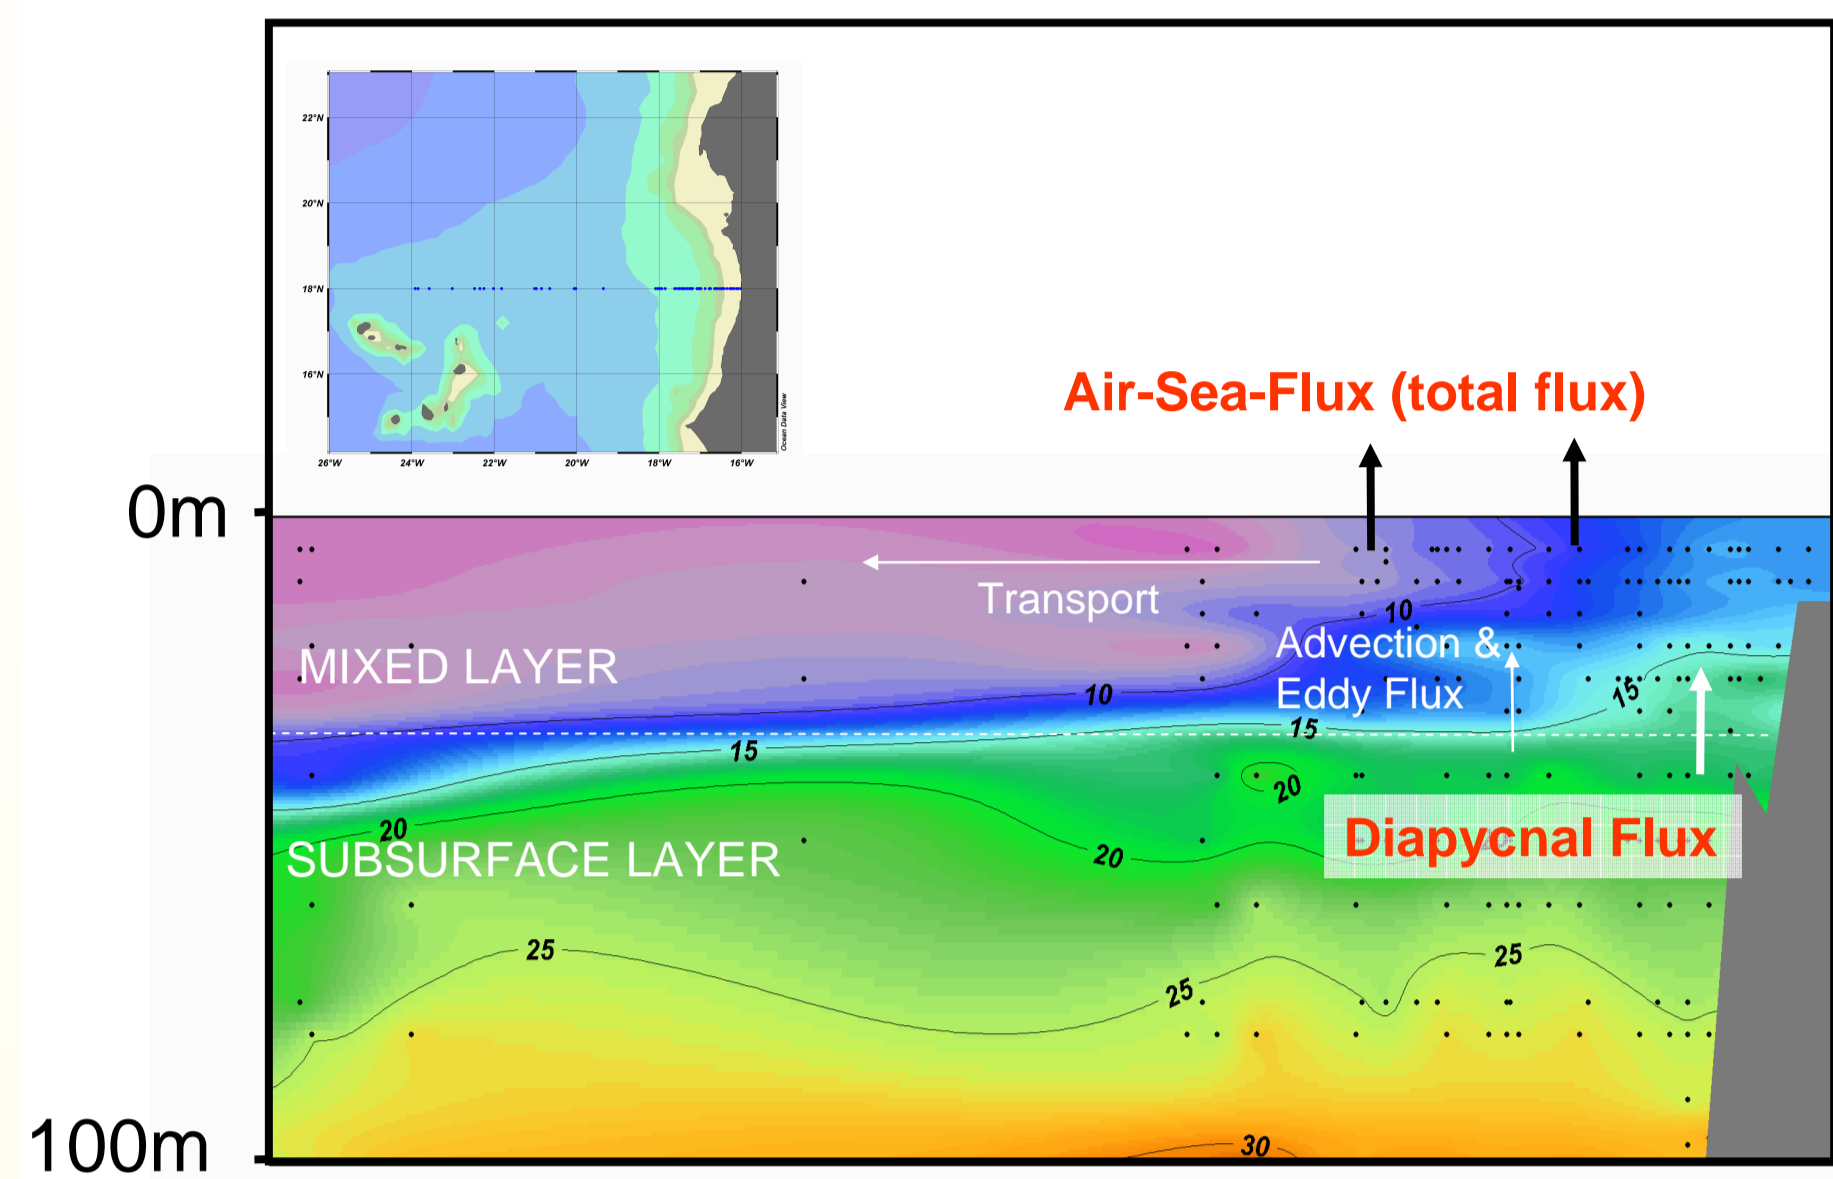 22°N
20°N
18°N
16°N
26°W 24°W 22°W 20°W 18°W 16°W
Ocean Data View
Air-Sea-Flux (total flux)
0m
Transport
10
Advection &
Eddy Flux
MIXED LAYER
10
15
15
15
20
20
Diapycnal Flux
SUBSURFACE LAYER
20
25
25
25
30
100m